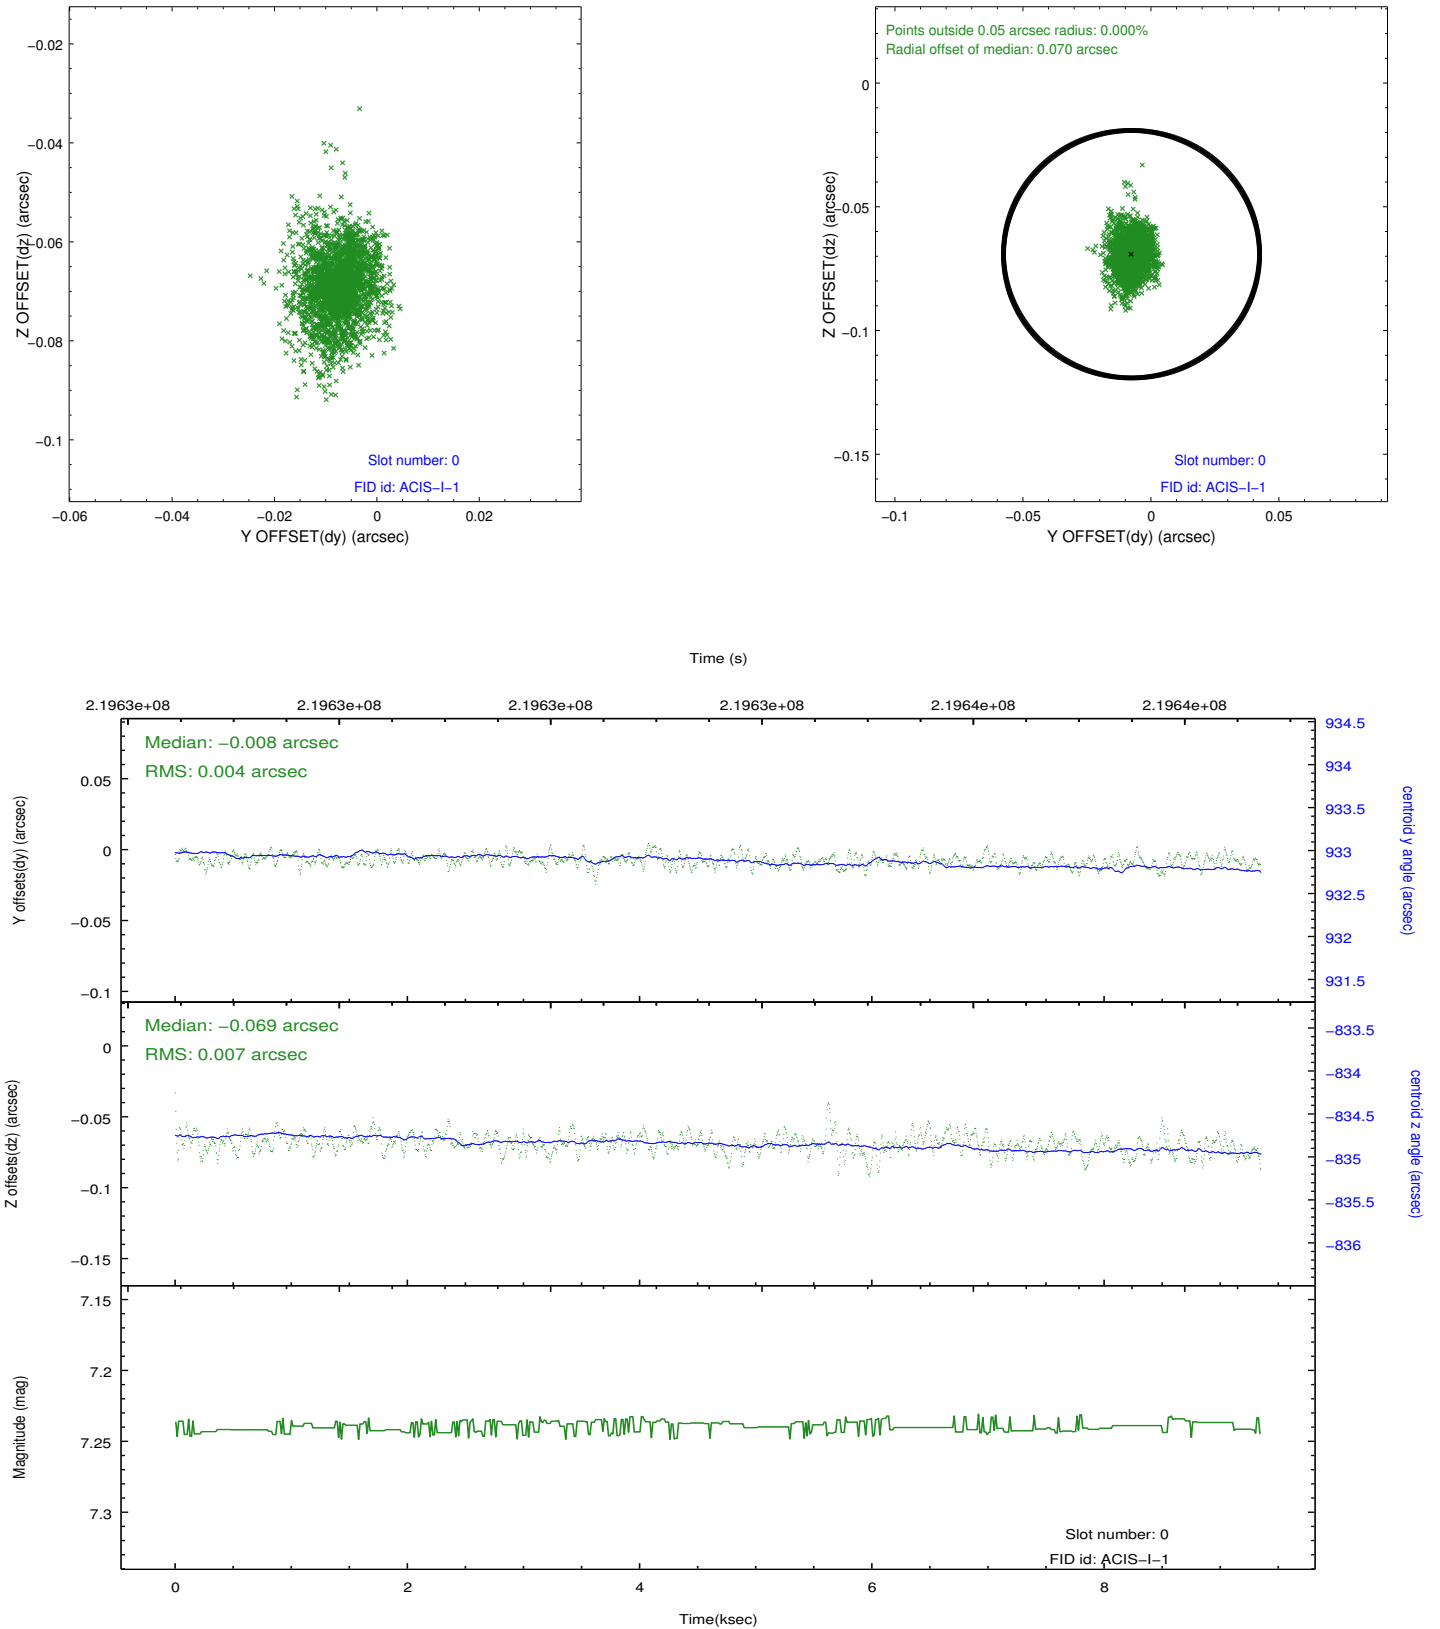 −0.02
−0.04
−0.06
−0.08
−0.1
Z OFFSET(dz) (arcsec)
Slot number: 0
FID id: ACIS−I−1
−0.06
−0.04
−0.02
0
0.02
Y OFFSET(dy) (arcsec)
Points outside 0.05 arcsec radius: 0.000%
Radial offset of median: 0.070 arcsec
0
−0.05
−0.1
−0.15
Z OFFSET(dz) (arcsec)
Slot number: 0
FID id: ACIS−I−1
−0.1
−0.05
0
0.05
Y OFFSET(dy) (arcsec)
Time (s)
2.1963e+08
2.1963e+08
2.1963e+08
2.1963e+08
2.1964e+08
2.1964e+08
Median: −0.008 arcsec
RMS: 0.004 arcsec
0.05
0
−0.05
−0.1
Y offsets(dy) (arcsec)
934.5
934
933.5
933
932.5
932
931.5
centroid y angle (arcsec)
Median: −0.069 arcsec
RMS: 0.007 arcsec
0
−0.05
−0.1
−0.15
Z offsets(dz) (arcsec)
−833.5
−834
−834.5
−835
−835.5
−836
centroid z angle (arcsec)
7.15
7.2
7.25
7.3
Magnitude (mag)
Slot number: 0
FID id: ACIS−I−1
0
2
4
6
8
Time(ksec)